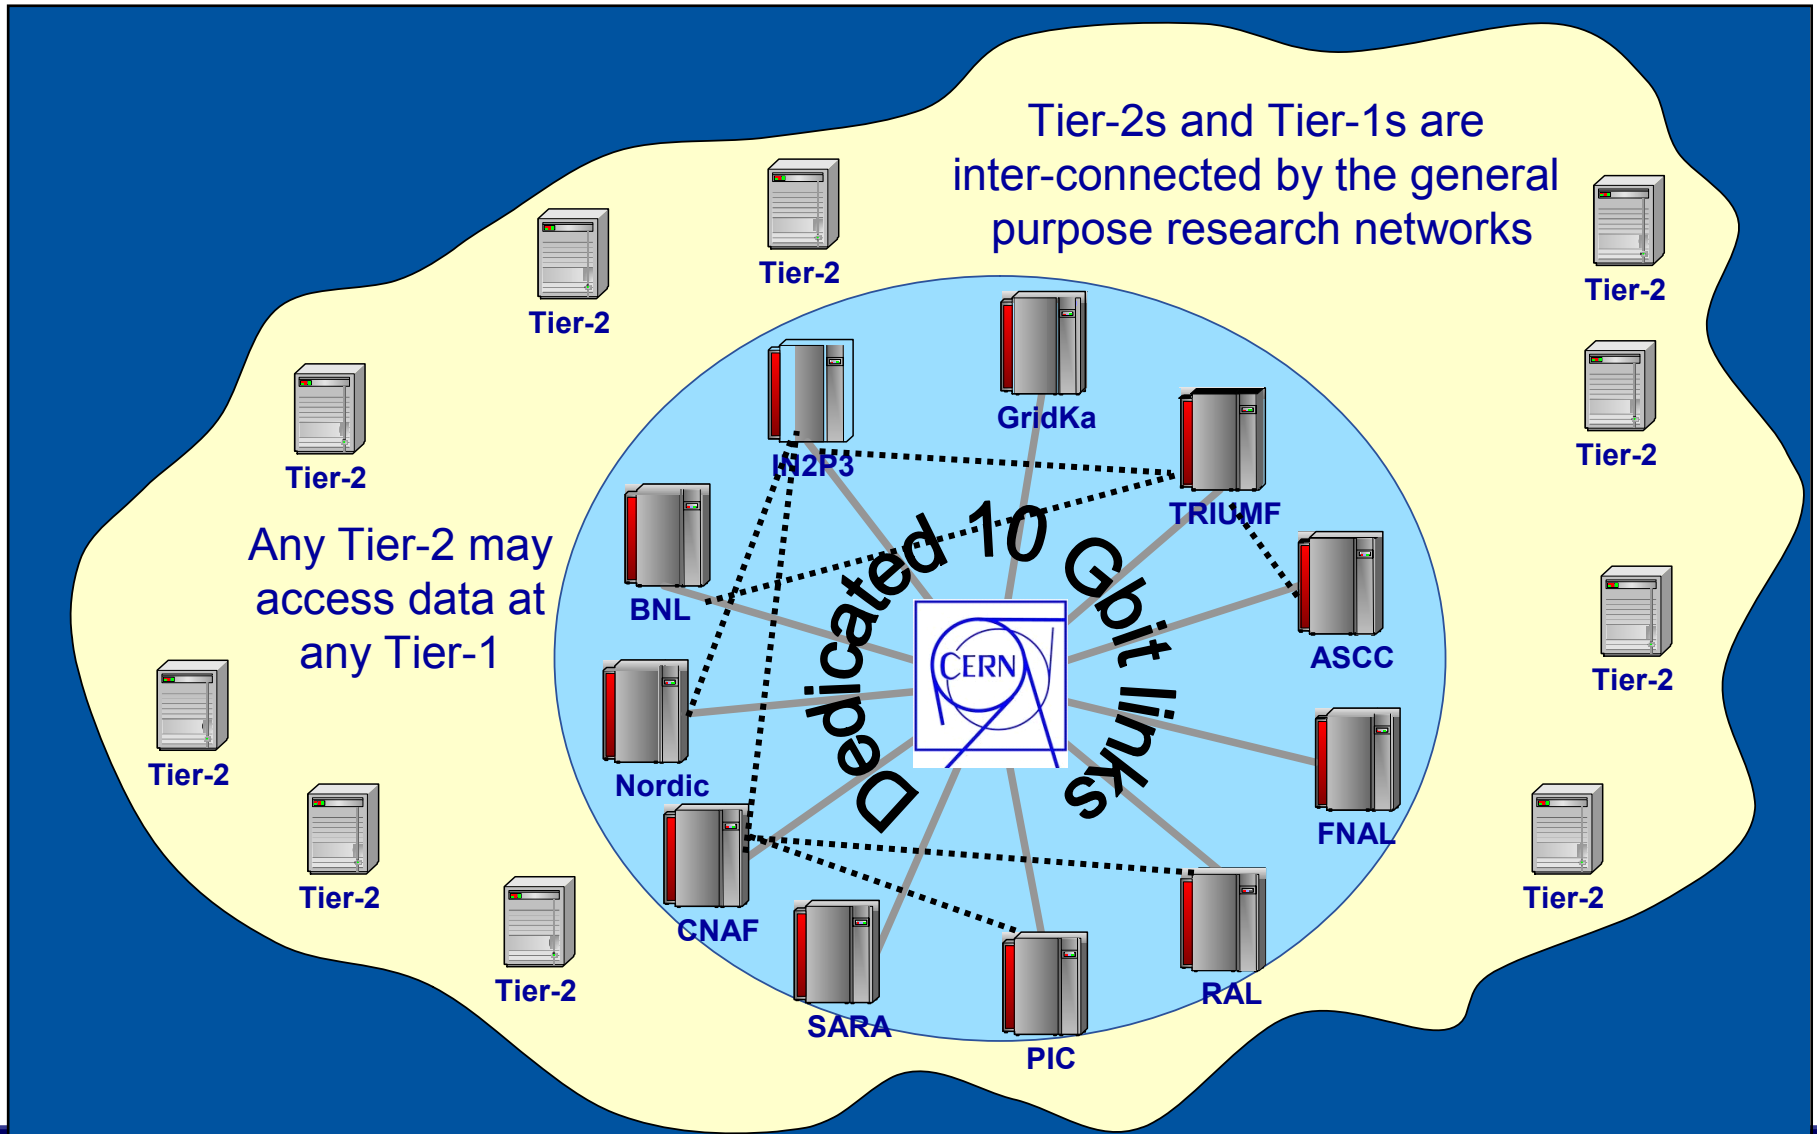 Tier-2s and Tier-1s are
inter-connected by the general
purpose research networks
Tier-2
Tier-2
Tier-2
Tier-2
Tier-2
Tier-2
Any Tier-2 may
access data at
any Tier-1
GridKa
IN2P3
TRIUMF
Dedicated 10 Gbit links
BNL
CERN
ASCC
Tier-2
Tier-2
Nordic
FNAL
Tier-2
Tier-2
CNAF
Tier-2
RAL
SARA
PIC